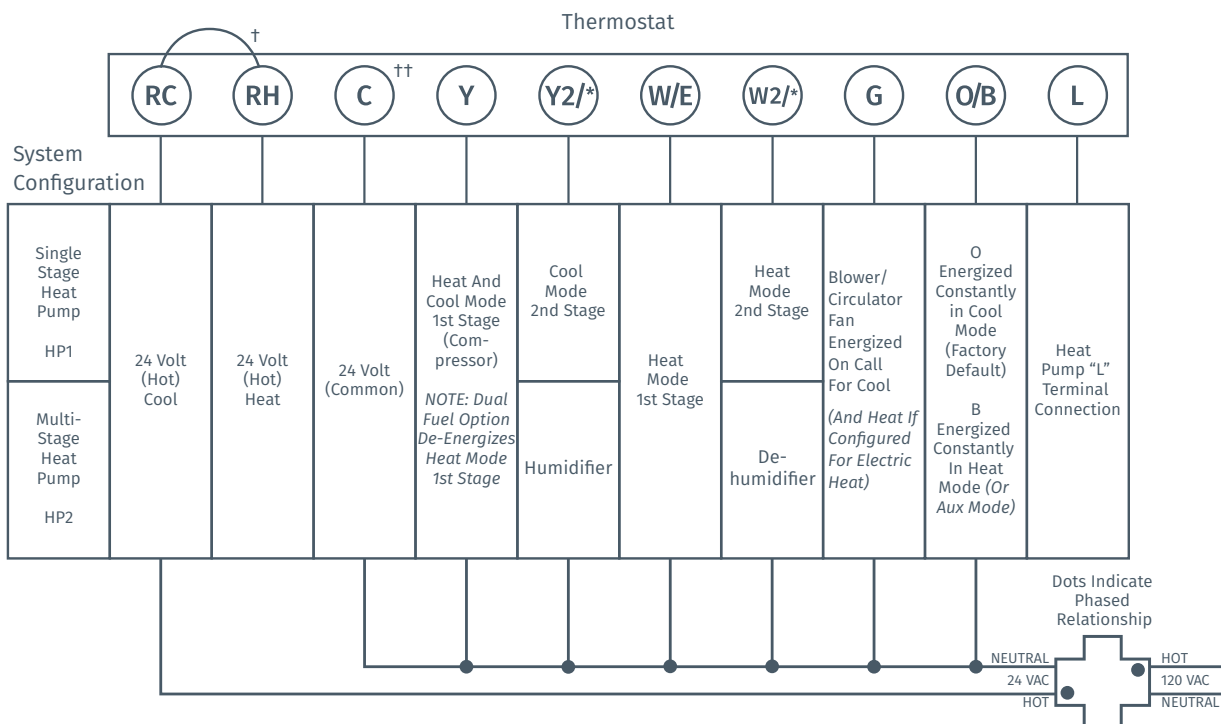 Thermostat
†
††
RC
RH
C
Y
Y2/*
W/E
W2/*
G
O/B
L
System
Configuration
Single
Stage
Heat
Pump
HP1
Multi-
Stage
Heat
Pump
HP2
24 Volt
(Hot)
Cool
24 Volt
(Hot)
Heat
24 Volt
(Common)
Heat And
Cool Mode
1st Stage
(Com-
pressor)
NOTE: Dual
Fuel Option
De-Energizes
Heat Mode
1st Stage
Cool
Mode
2nd Stage
Humidifier
Heat
Mode
1st Stage
Heat
Mode
2nd Stage
De-
humidifier
Blower/
Circulator
Fan
Energized
On Call
For Cool
(And Heat If
Configured
For Electric
Heat)
O
Energized
Constantly
in Cool
Mode
(Factory
Default)
B
Energized
Constantly
In Heat
Mode (Or
Aux Mode)
Heat
Pump “L”
Terminal
Connection
Dots Indicate
Phased
Relationship
NEUTRAL
24 VAC
HOT
HOT
120 VAC
NEUTRAL